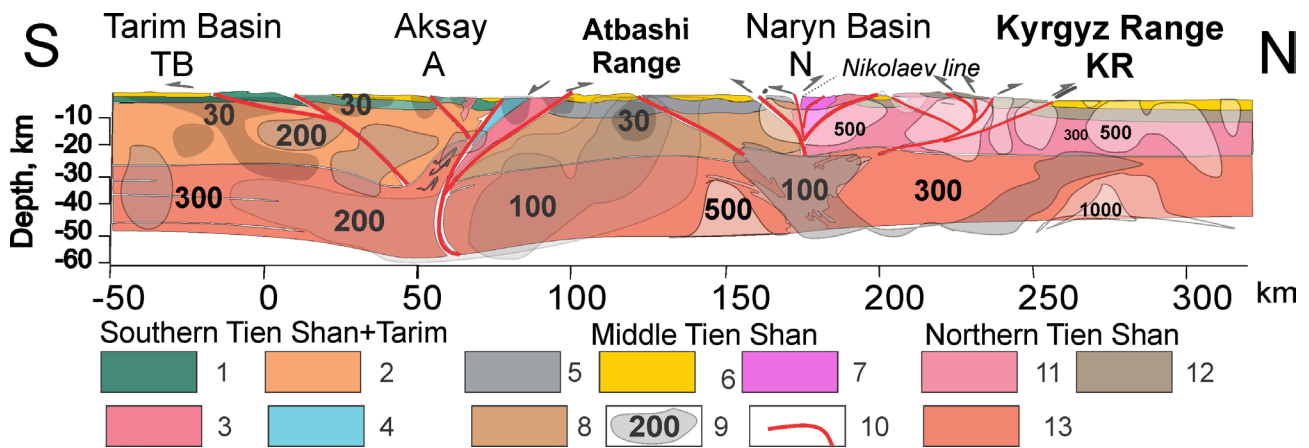 S
Tarim Basin
TB
Aksay
A
Atbashi
Range
Naryn Basin
N
Nikolaev line
Kyrgyz Range
KR
N
Depth, km
-10
-20
-30
-40
-50
-60
30
200
30
300
200
100
30
500
100
500
300
300
500
1000
-50 0 50 100 150 200 250 300 km
Southern Tien Shan+Tarim
Middle Tien Shan
Northern Tien Shan
1 2 5 6 7 11 12
3 4 8 200 9 10 13